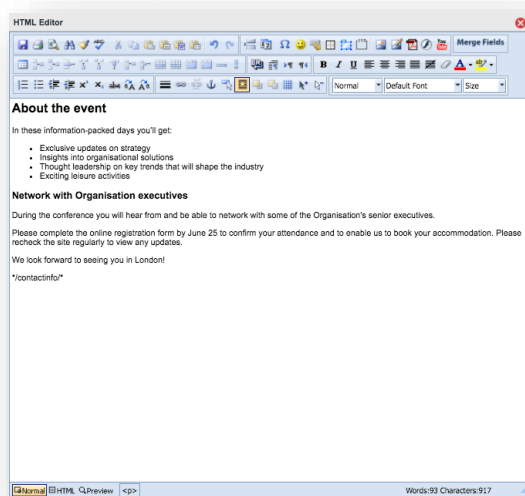 HTML Editor
Merge Fields
Normal Default Font Size
About the event
In these information-packed days you'll get:
Exclusive updates on strategy
Insights into organisational solutions
Thought leadership on key trends that will shape the industry
Exciting leisure activities
Network with Organisation executives
During the conference you will hear from and be able to network with some of the Organisation's senior executives.
Please complete the online registration form by June 25 to confirm your attendance and to enable us to book your accommodation. Please
recheck the site regularly to view any updates.
We look forward to seeing you in London!
*/contactinfo/*
Normal HTML Preview <p> Words:93 Characters:917